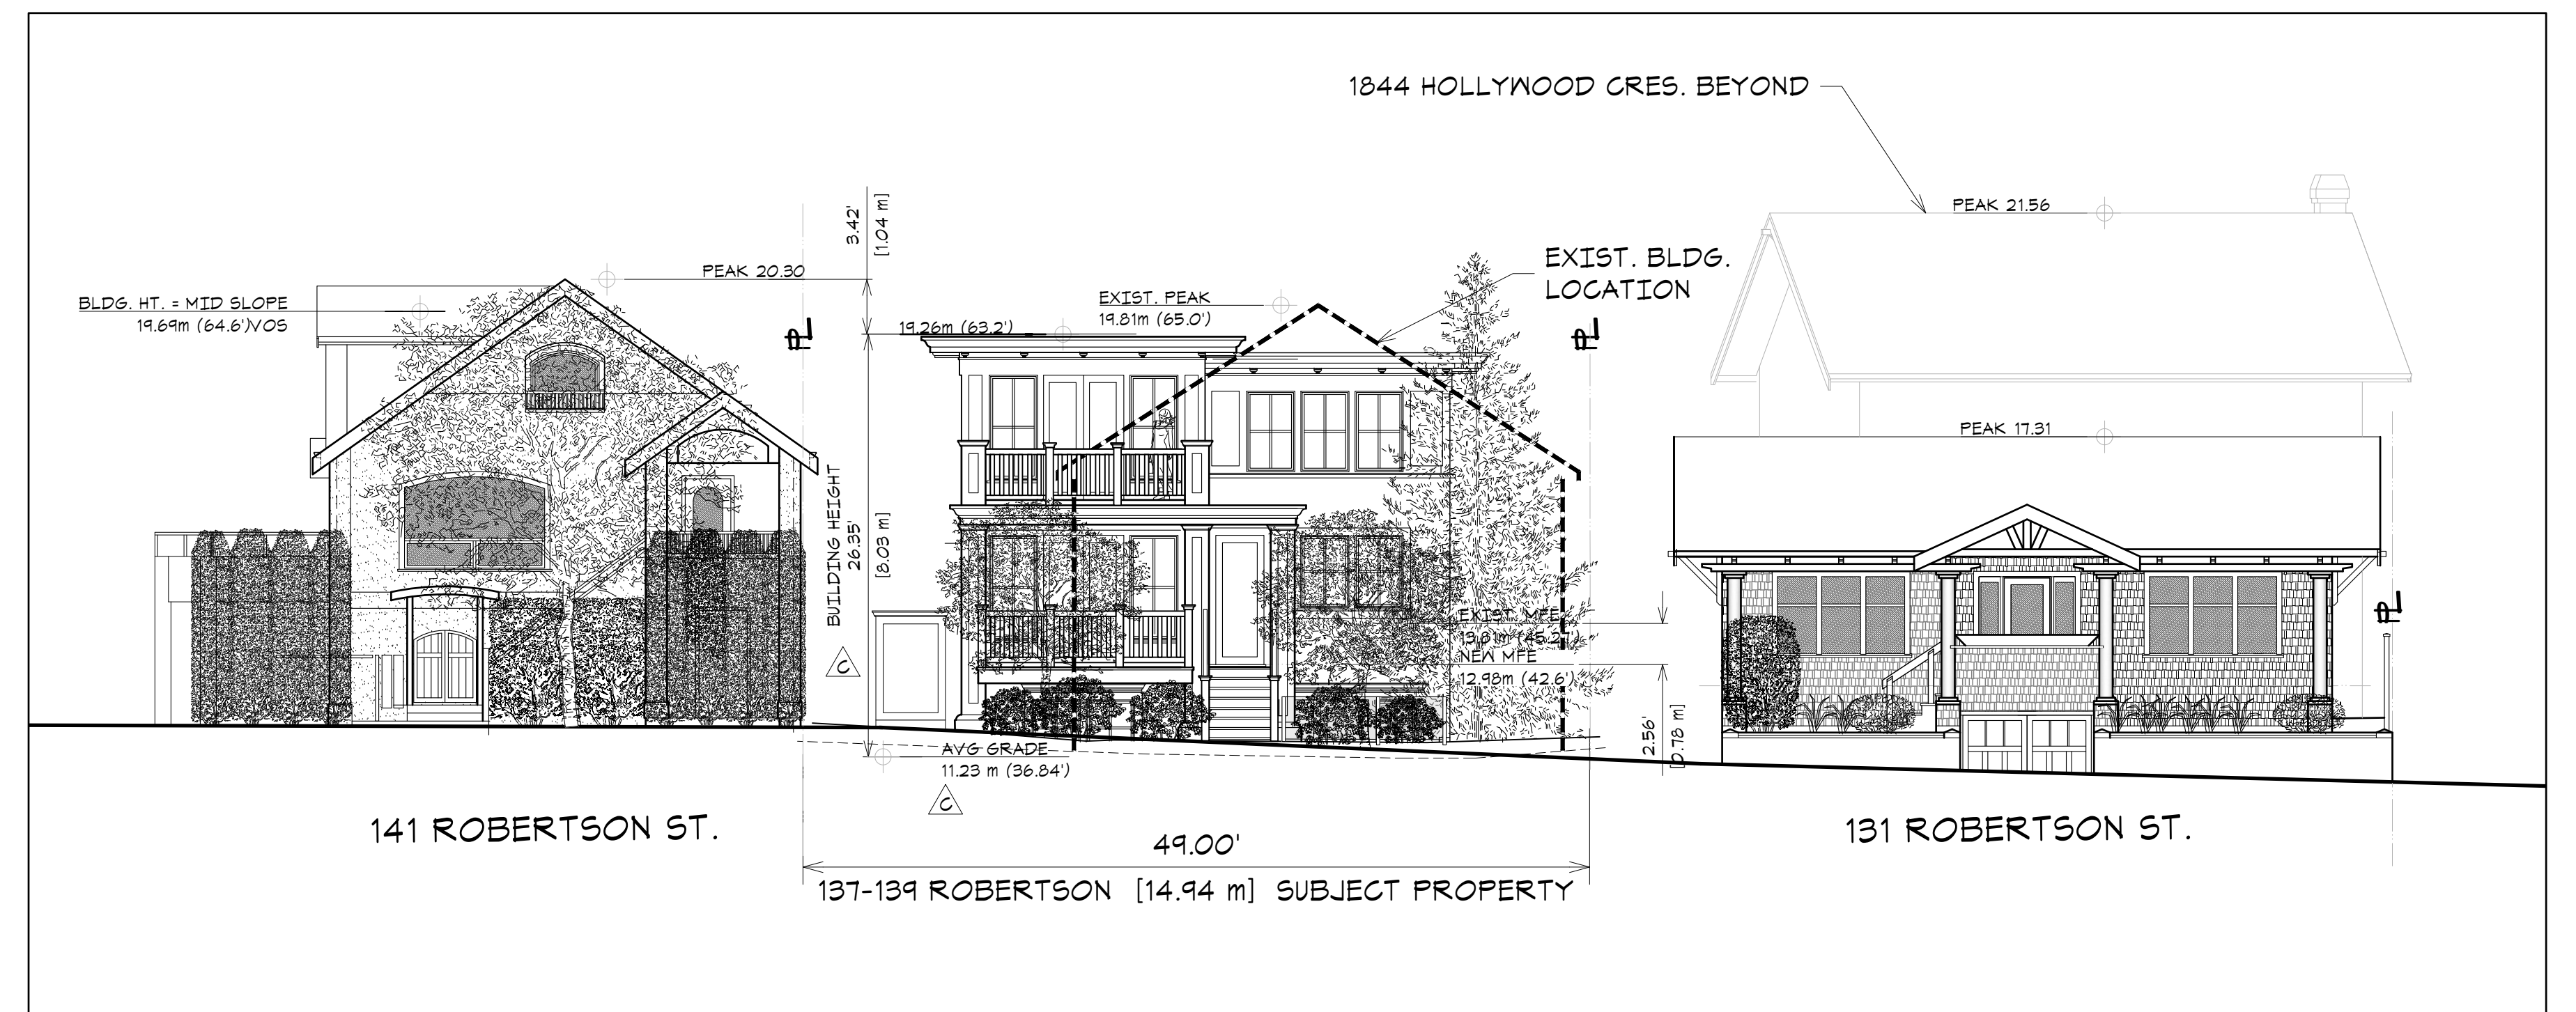 1844 HOLLYWOOD CRES. BEYOND
PEAK 21.56
3.42'
[1.04 m]
EXIST. BLDG.
LOCATION
PEAK 20.30
BLDG. HT. = MID SLOPE
19.69m (64.6')VOS
EXIST. PEAK
19.81m (65.0')
19.26m (63.2')
PL
PL
PEAK 17.31
BUILDING HEIGHT
26.35'
[8.03 m]
C
EXIST. MFE
13.81m (45.2')
NEW MFE
12.98m (42.6')
PL
2.56'
[0.78 m]
AVG GRADE
11.23 m (36.84')
C
141 ROBERTSON ST.
131 ROBERTSON ST.
49.00'
137-139 ROBERTSON [14.94 m] SUBJECT PROPERTY